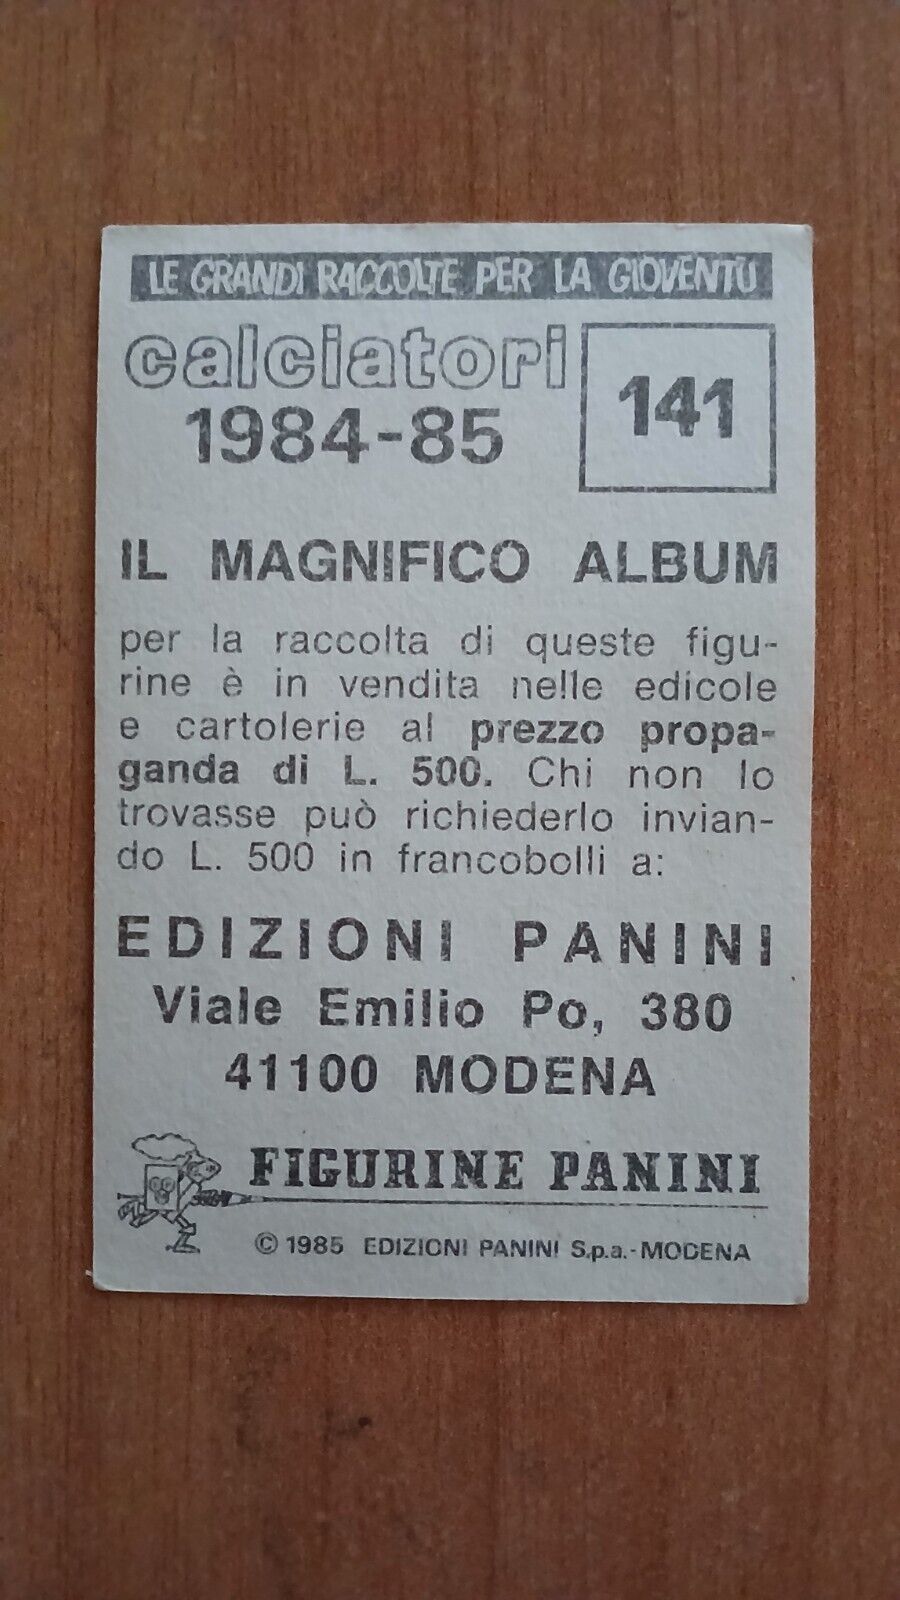 LE GRANDI RACCOLTE PER LA GIOVENTÙ
calciatori
1984-85
141
IL MAGNIFICO ALBUM
per la raccolta di queste figu-
rine è in vendita nelle edicole
e cartolerie al prezzo propa-
ganda di L. 500. Chi non lo
trovasse può richiederlo invian-
do L. 500 in francobolli a:
EDIZIONI PANINI
Viale Emilio Po, 380
41100 MODENA
FIGURINE PANINI
© 1985 EDIZIONI PANINI S.p.a.-MODENA